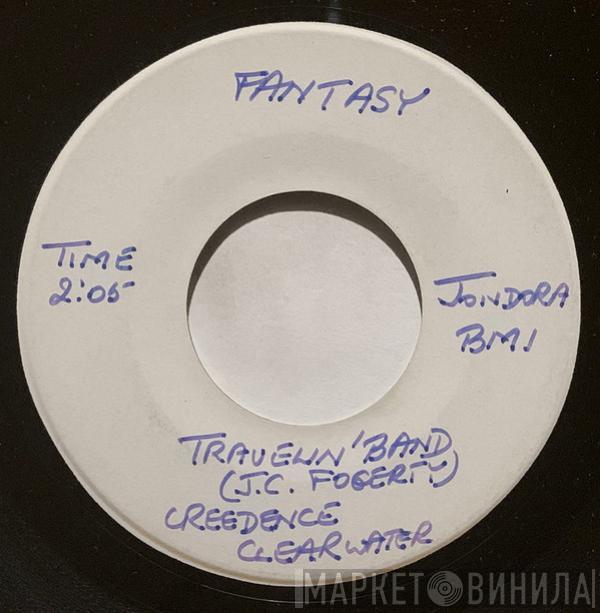 FANTASY
TIME
2:05
JONDORA
BMI
TRAVELIN' BAND
(J.C. FOGERTY)
CREEDENCE
CLEARWATER
МАРКЕТ ВИНИЛА